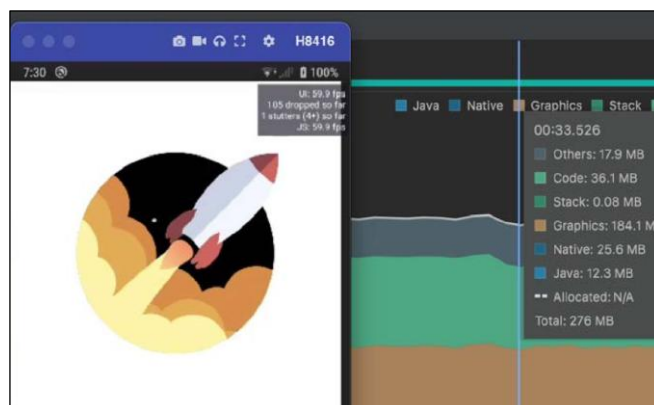 H8416
7:30
100%
UI: 59.9 fps
105 dropped so far
1 stutters (4+) so far
JS: 59.9 fps
Java Native Graphics Stack
00:33.526
Others: 17.9 MB
Code: 36.1 MB
Stack: 0.08 MB
Graphics: 184.1 M
Native: 25.6 MB
Java: 12.3 MB
Allocated: N/A
Total: 276 MB